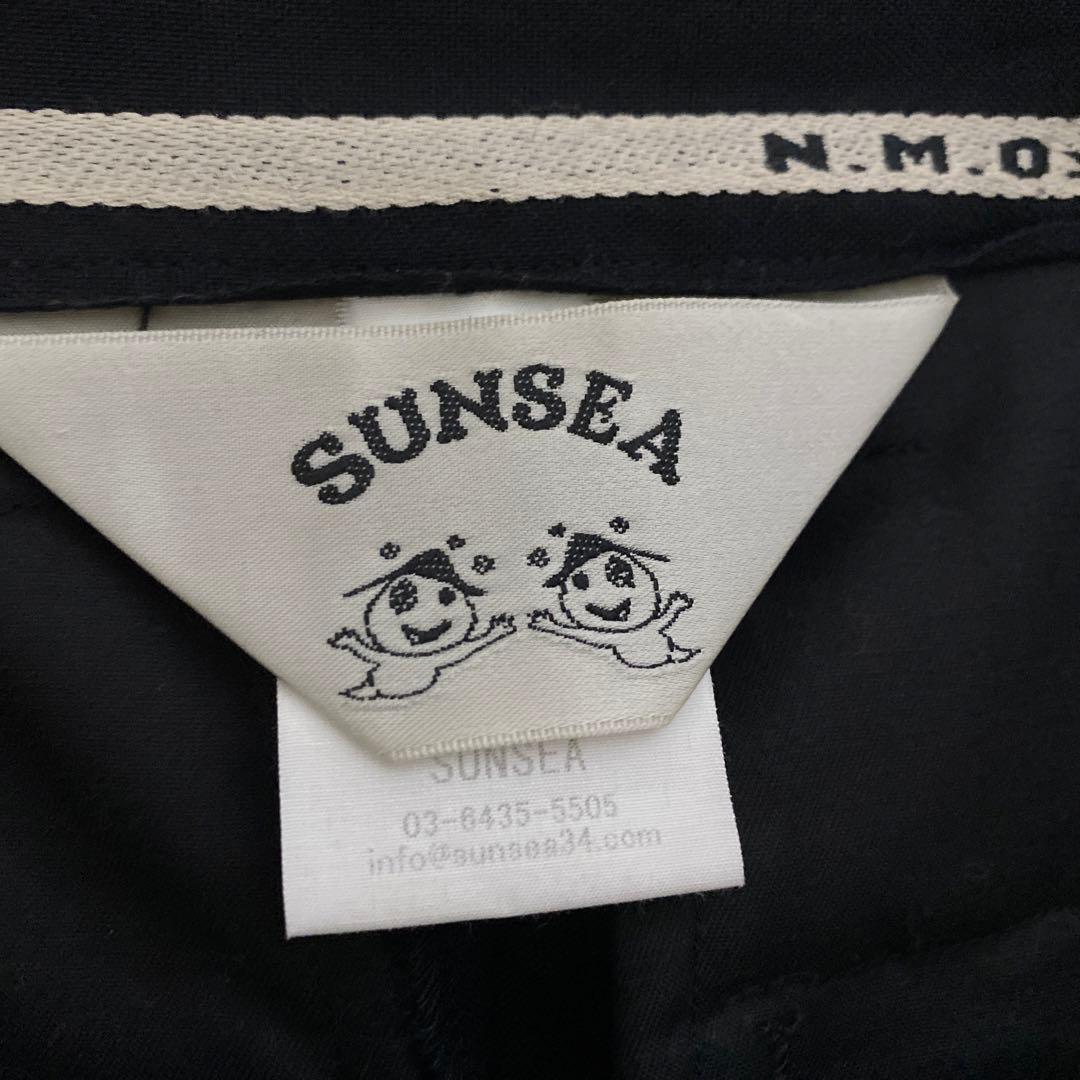 N.M.O
SUNSEA
SUNSEA
03-6435-5505
info@sunsea34.com